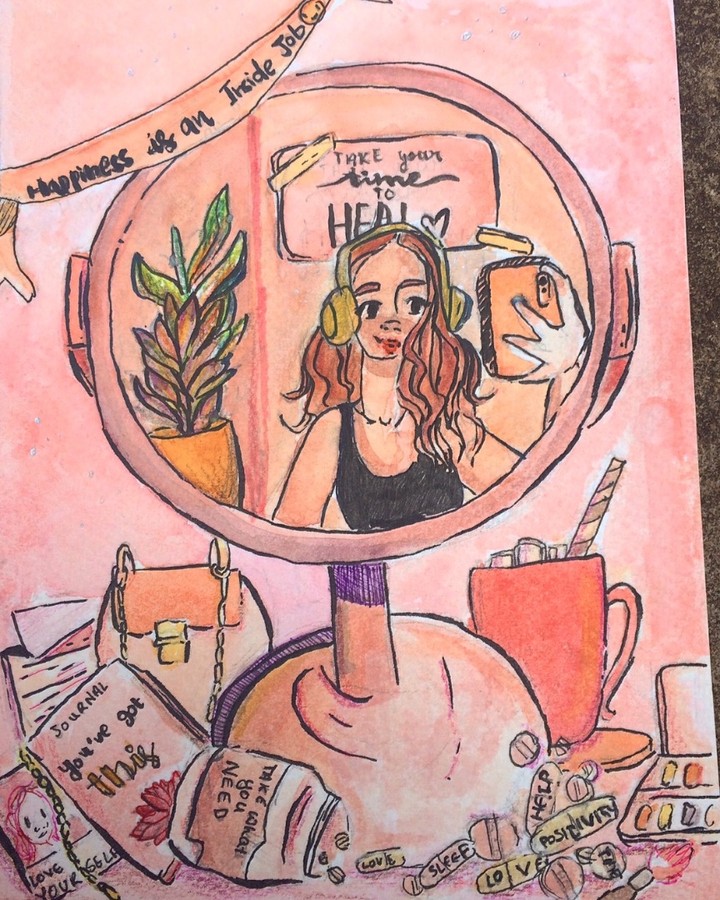 Happiness is an Inside Job
TAKE your
time
TO
HEAL
JOURNAL
You've got
this
TAKE WHAT
YOU
NEED
LOVE
YOURSELF
LOVE
SLEEP
LOVE
HELP
POSITIVITY